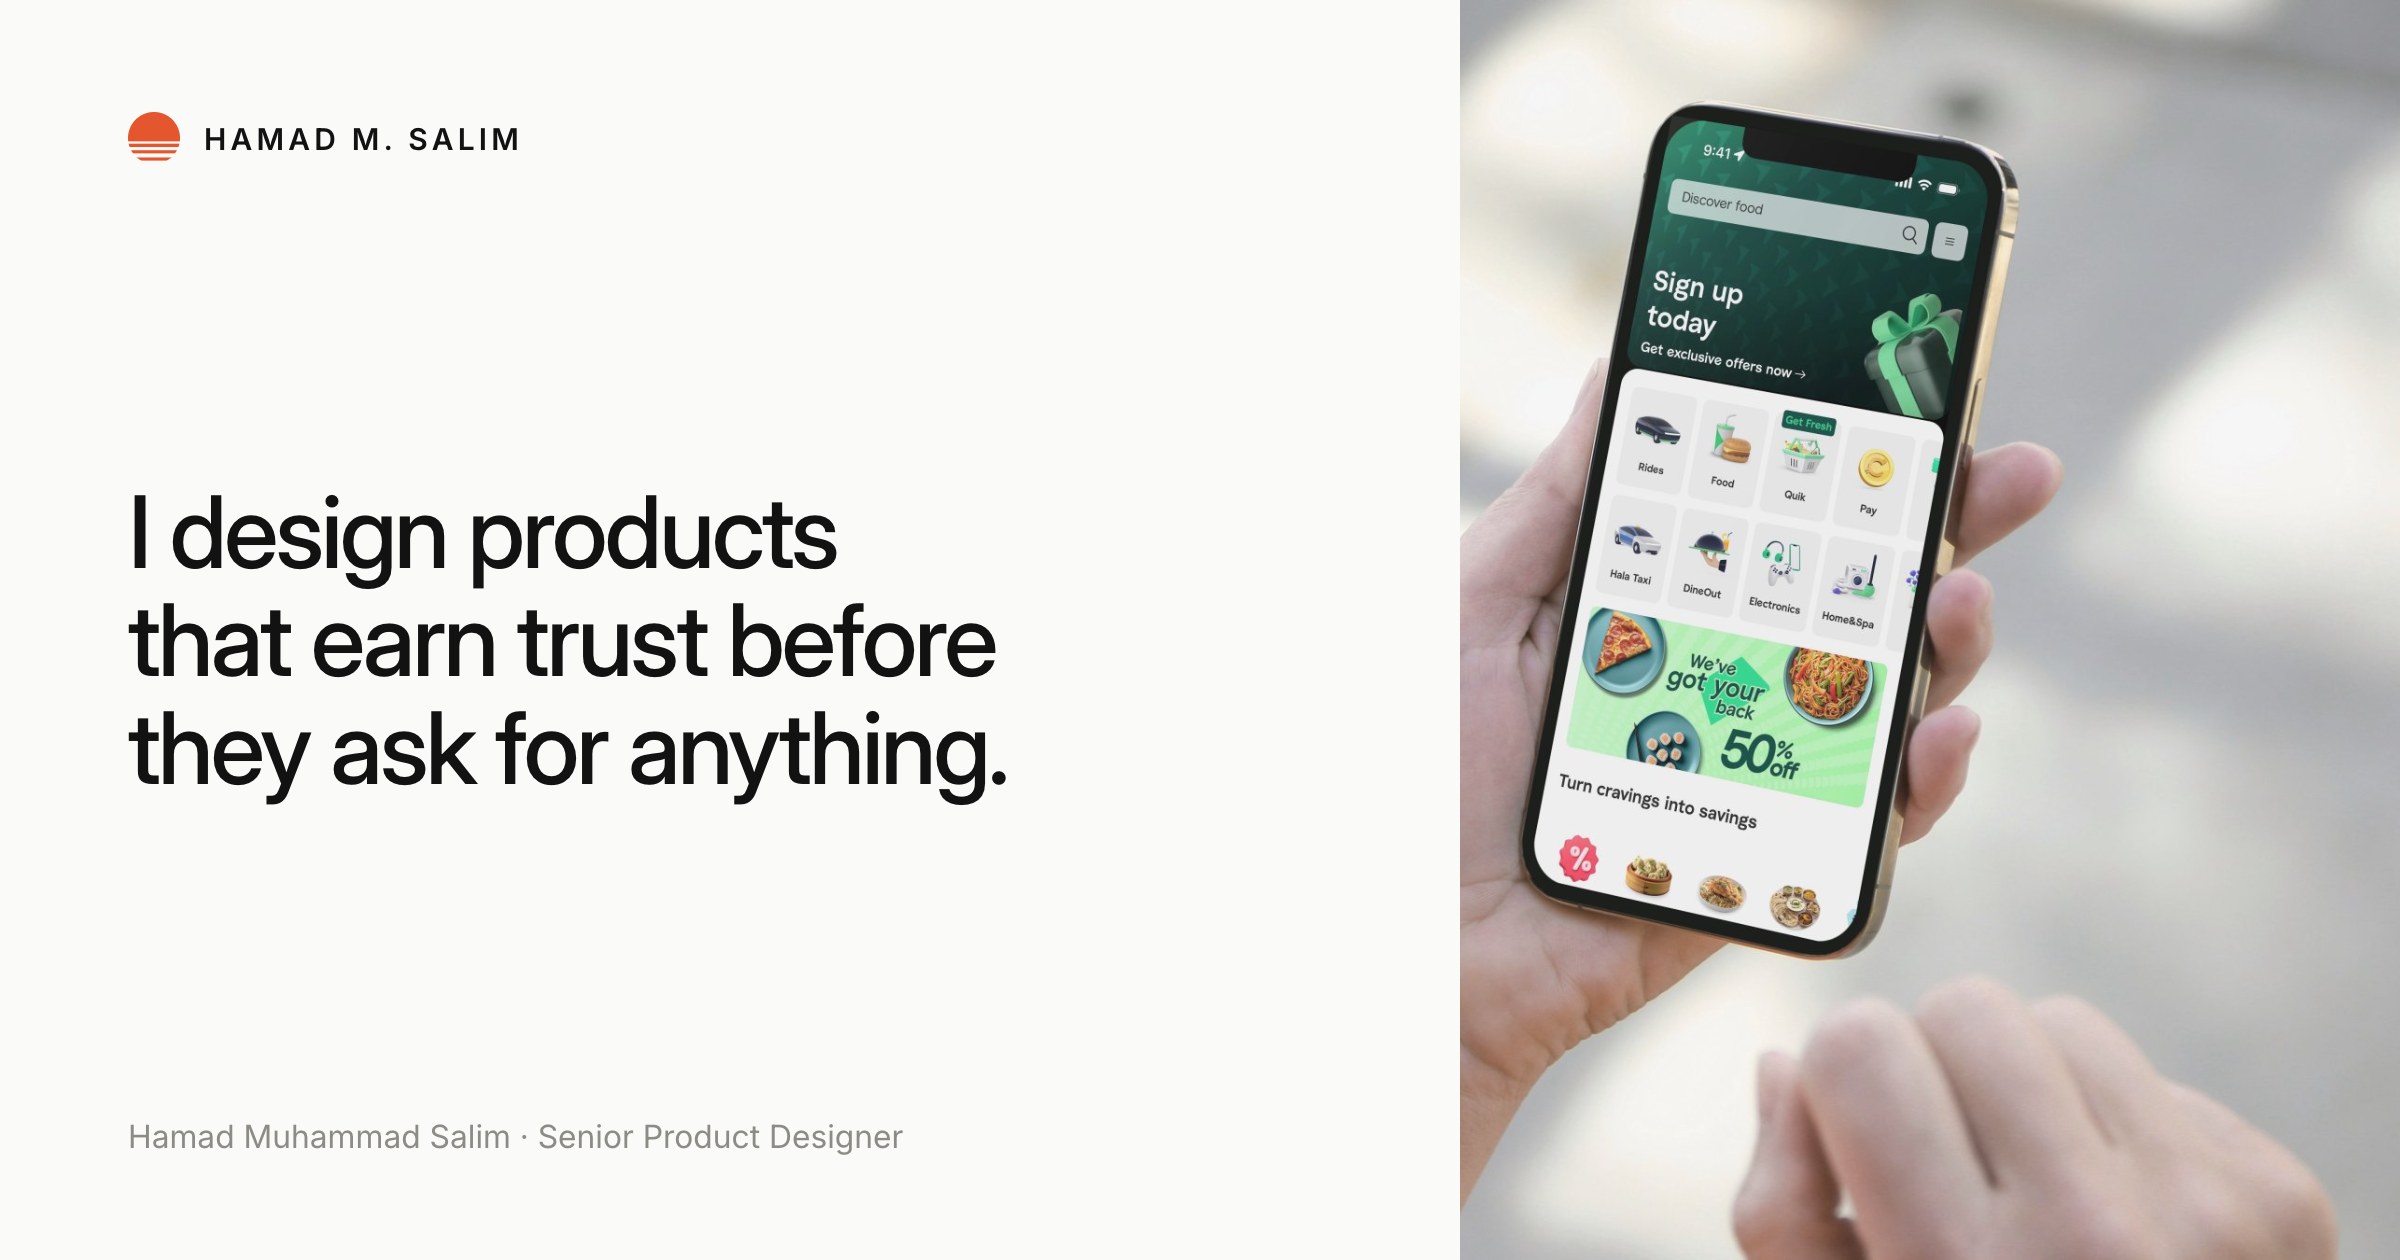 HAMAD M. SALIM
I design products
that earn trust before
they ask for anything.
Hamad Muhammad Salim · Senior Product Designer
9:41
Discover food
Sign up
today
Get exclusive offers now →
Get Fresh
Rides
Food
Quik
Pay
Hala Taxi
DineOut
Electronics
Home&Spa
We've
got your
back
50%
off
Turn cravings into savings
%